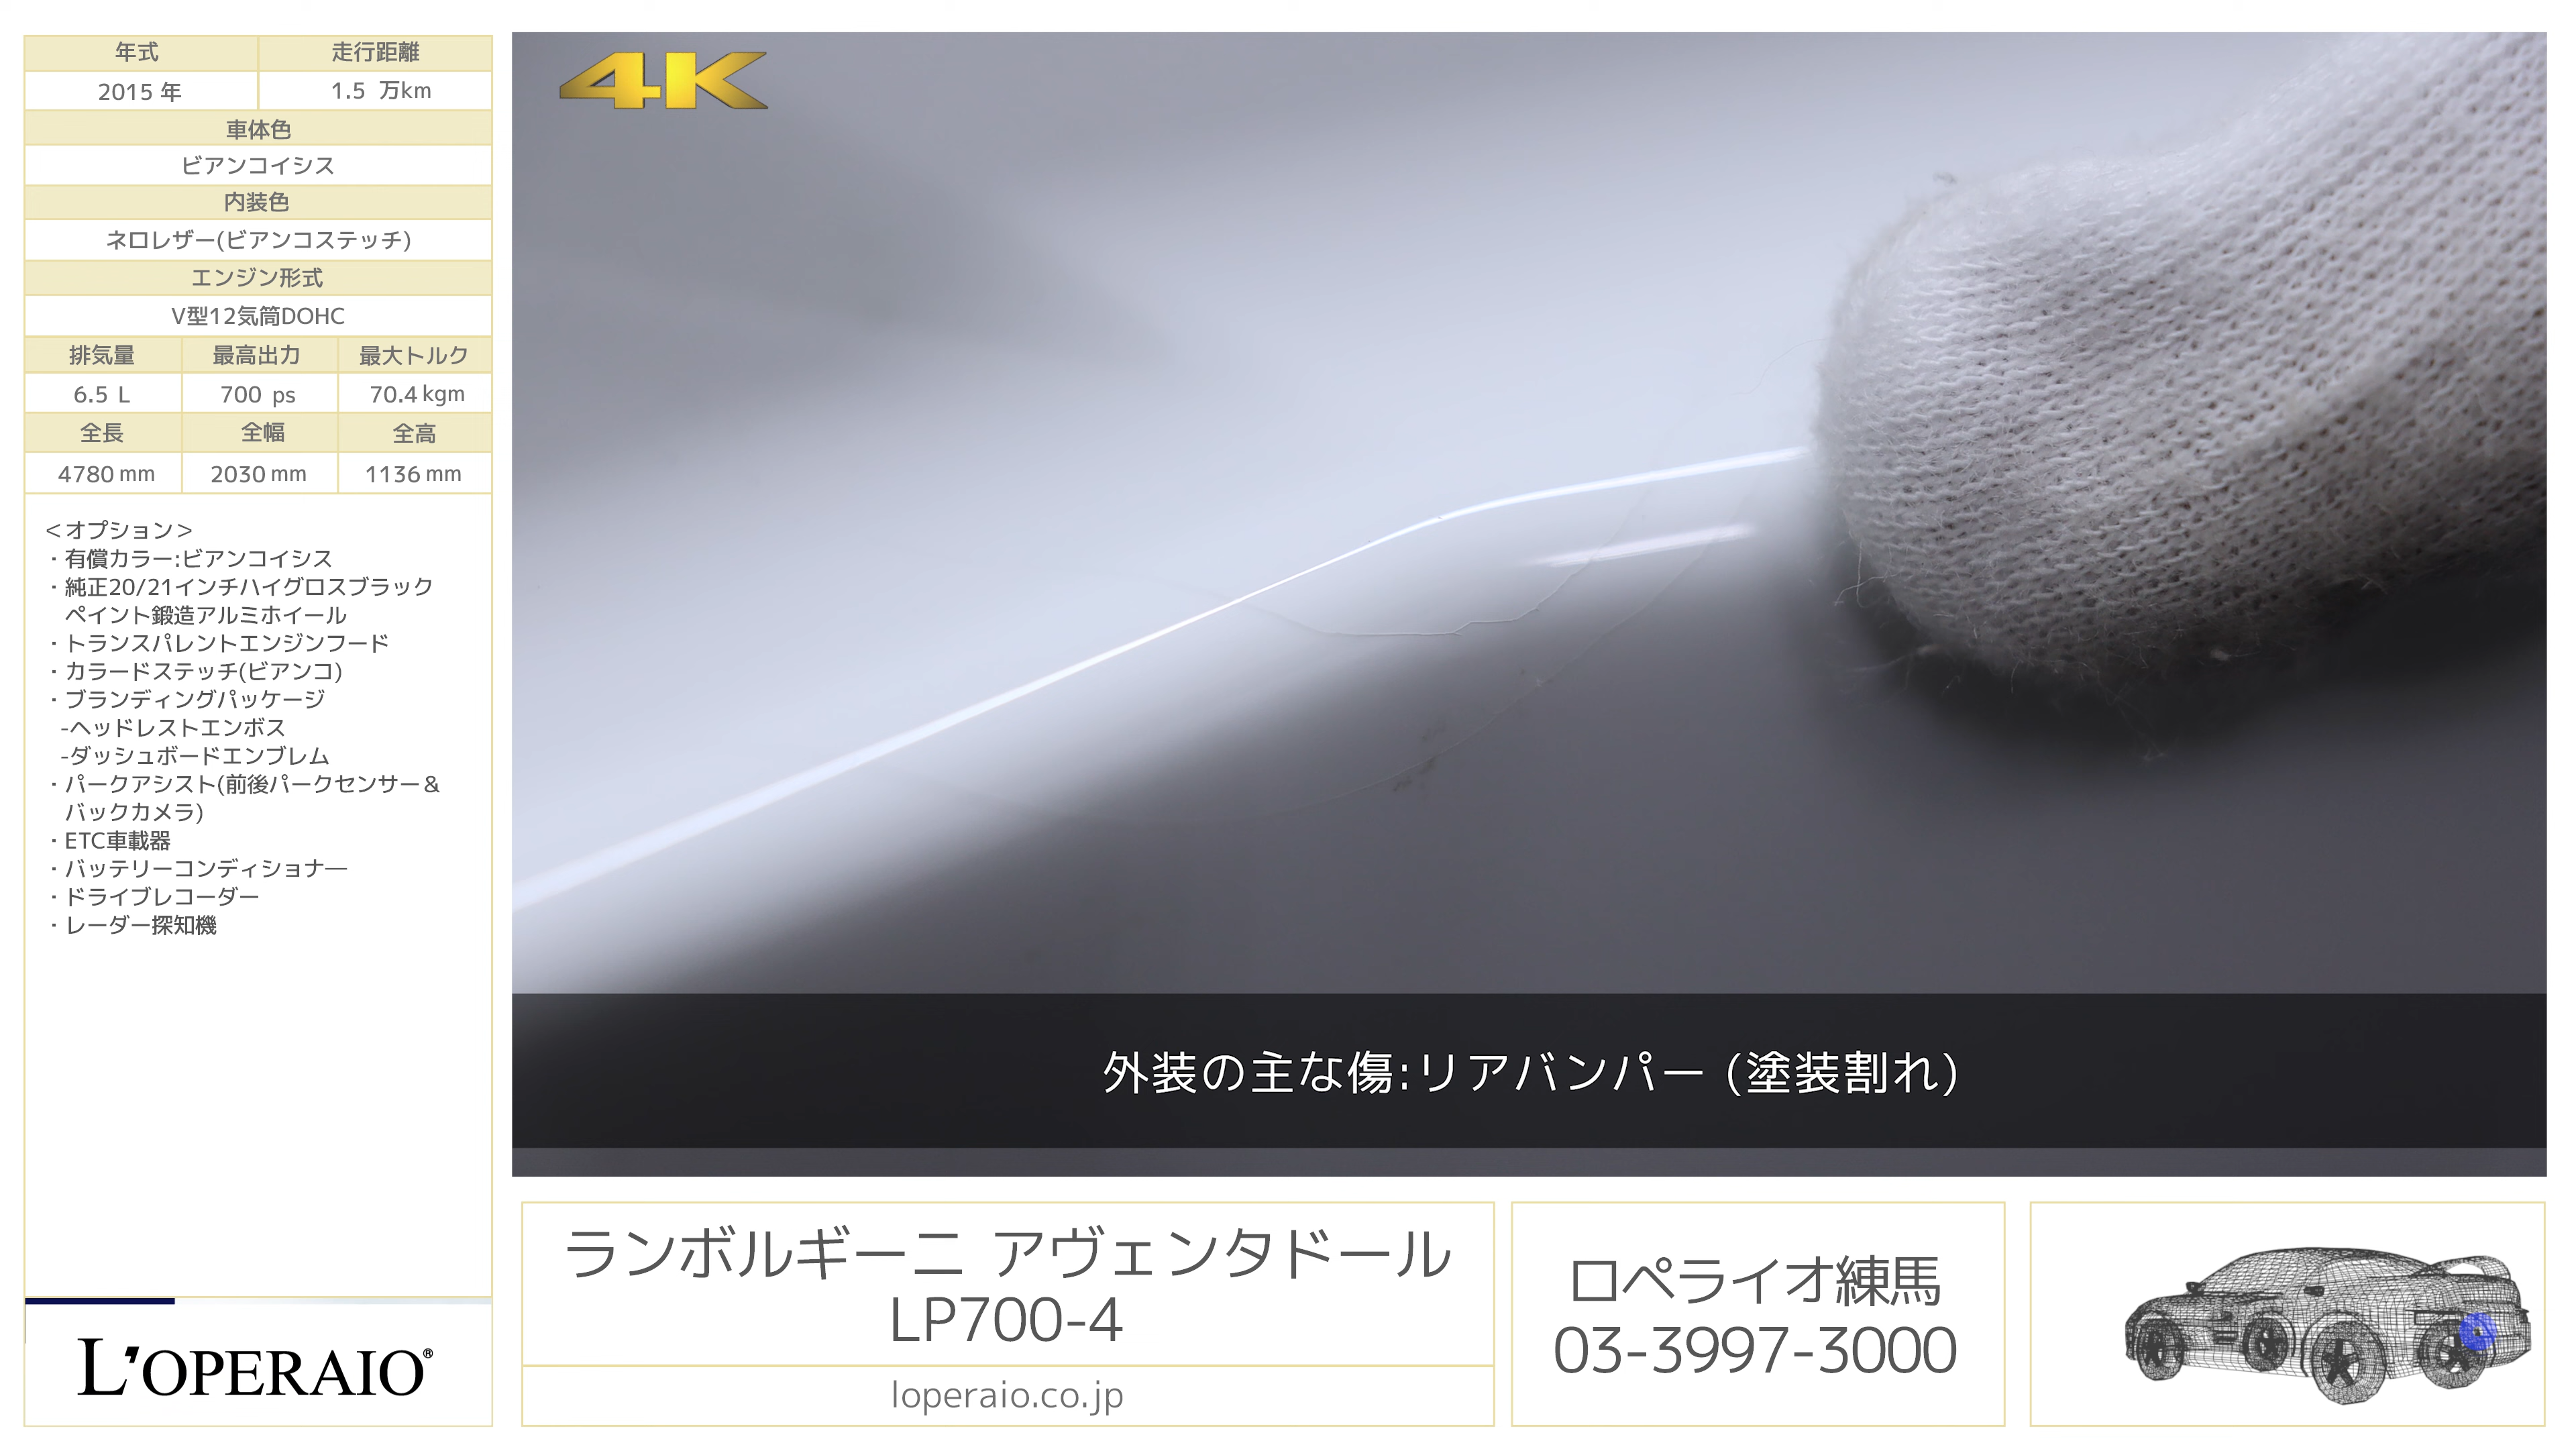 年式 走行距離
2015 年 1.5 万km
車体色
ビアンコイシス
内装色
ネロレザー(ビアンコステッチ)
エンジン形式
V型12気筒DOHC
排気量 最高出力 最大トルク
6.5 L 700 ps 70.4 kgm
全長 全幅 全高
4780 mm 2030 mm 1136 mm
＜オプション＞
・有償カラー:ビアンコイシス
・純正20/21インチハイグロスブラック
ペイント鍛造アルミホイール
・トランスパレントエンジンフード
・カラードステッチ(ビアンコ)
・ブランディングパッケージ
-ヘッドレストエンボス
-ダッシュボードエンブレム
・パークアシスト(前後パークセンサー＆
バックカメラ)
・ETC車載器
・バッテリーコンディショナ―
・ドライブレコーダー
・レーダー探知機
L'OPERAIO®
4K
外装の主な傷:リアバンパー (塗装割れ)
ランボルギーニ アヴェンタドール
LP700-4
loperaio.co.jp
ロペライオ練馬
03-3997-3000